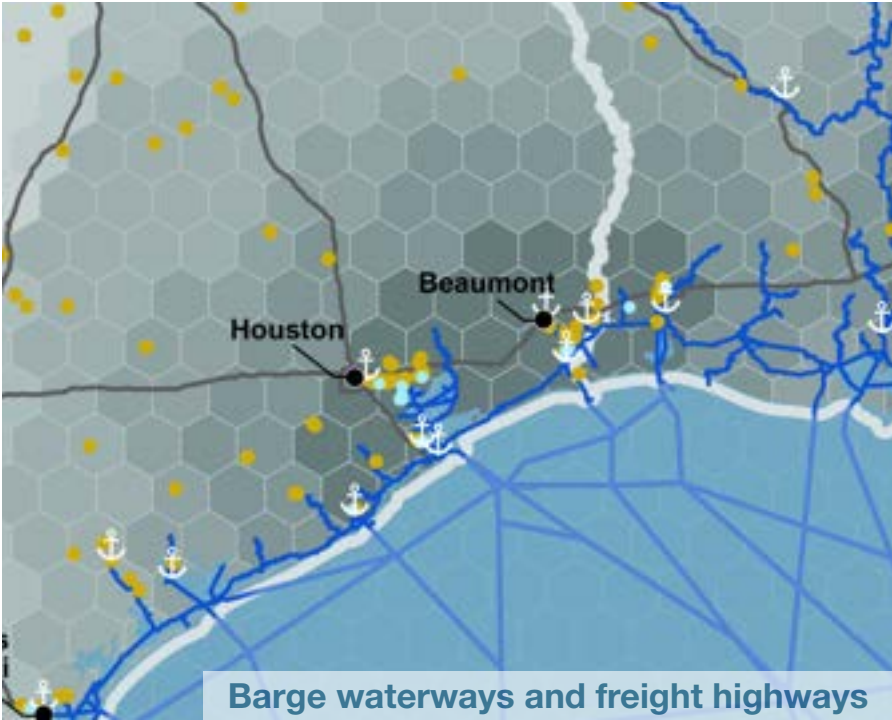 Beaumont
Houston
s
i
Barge waterways and freight highways